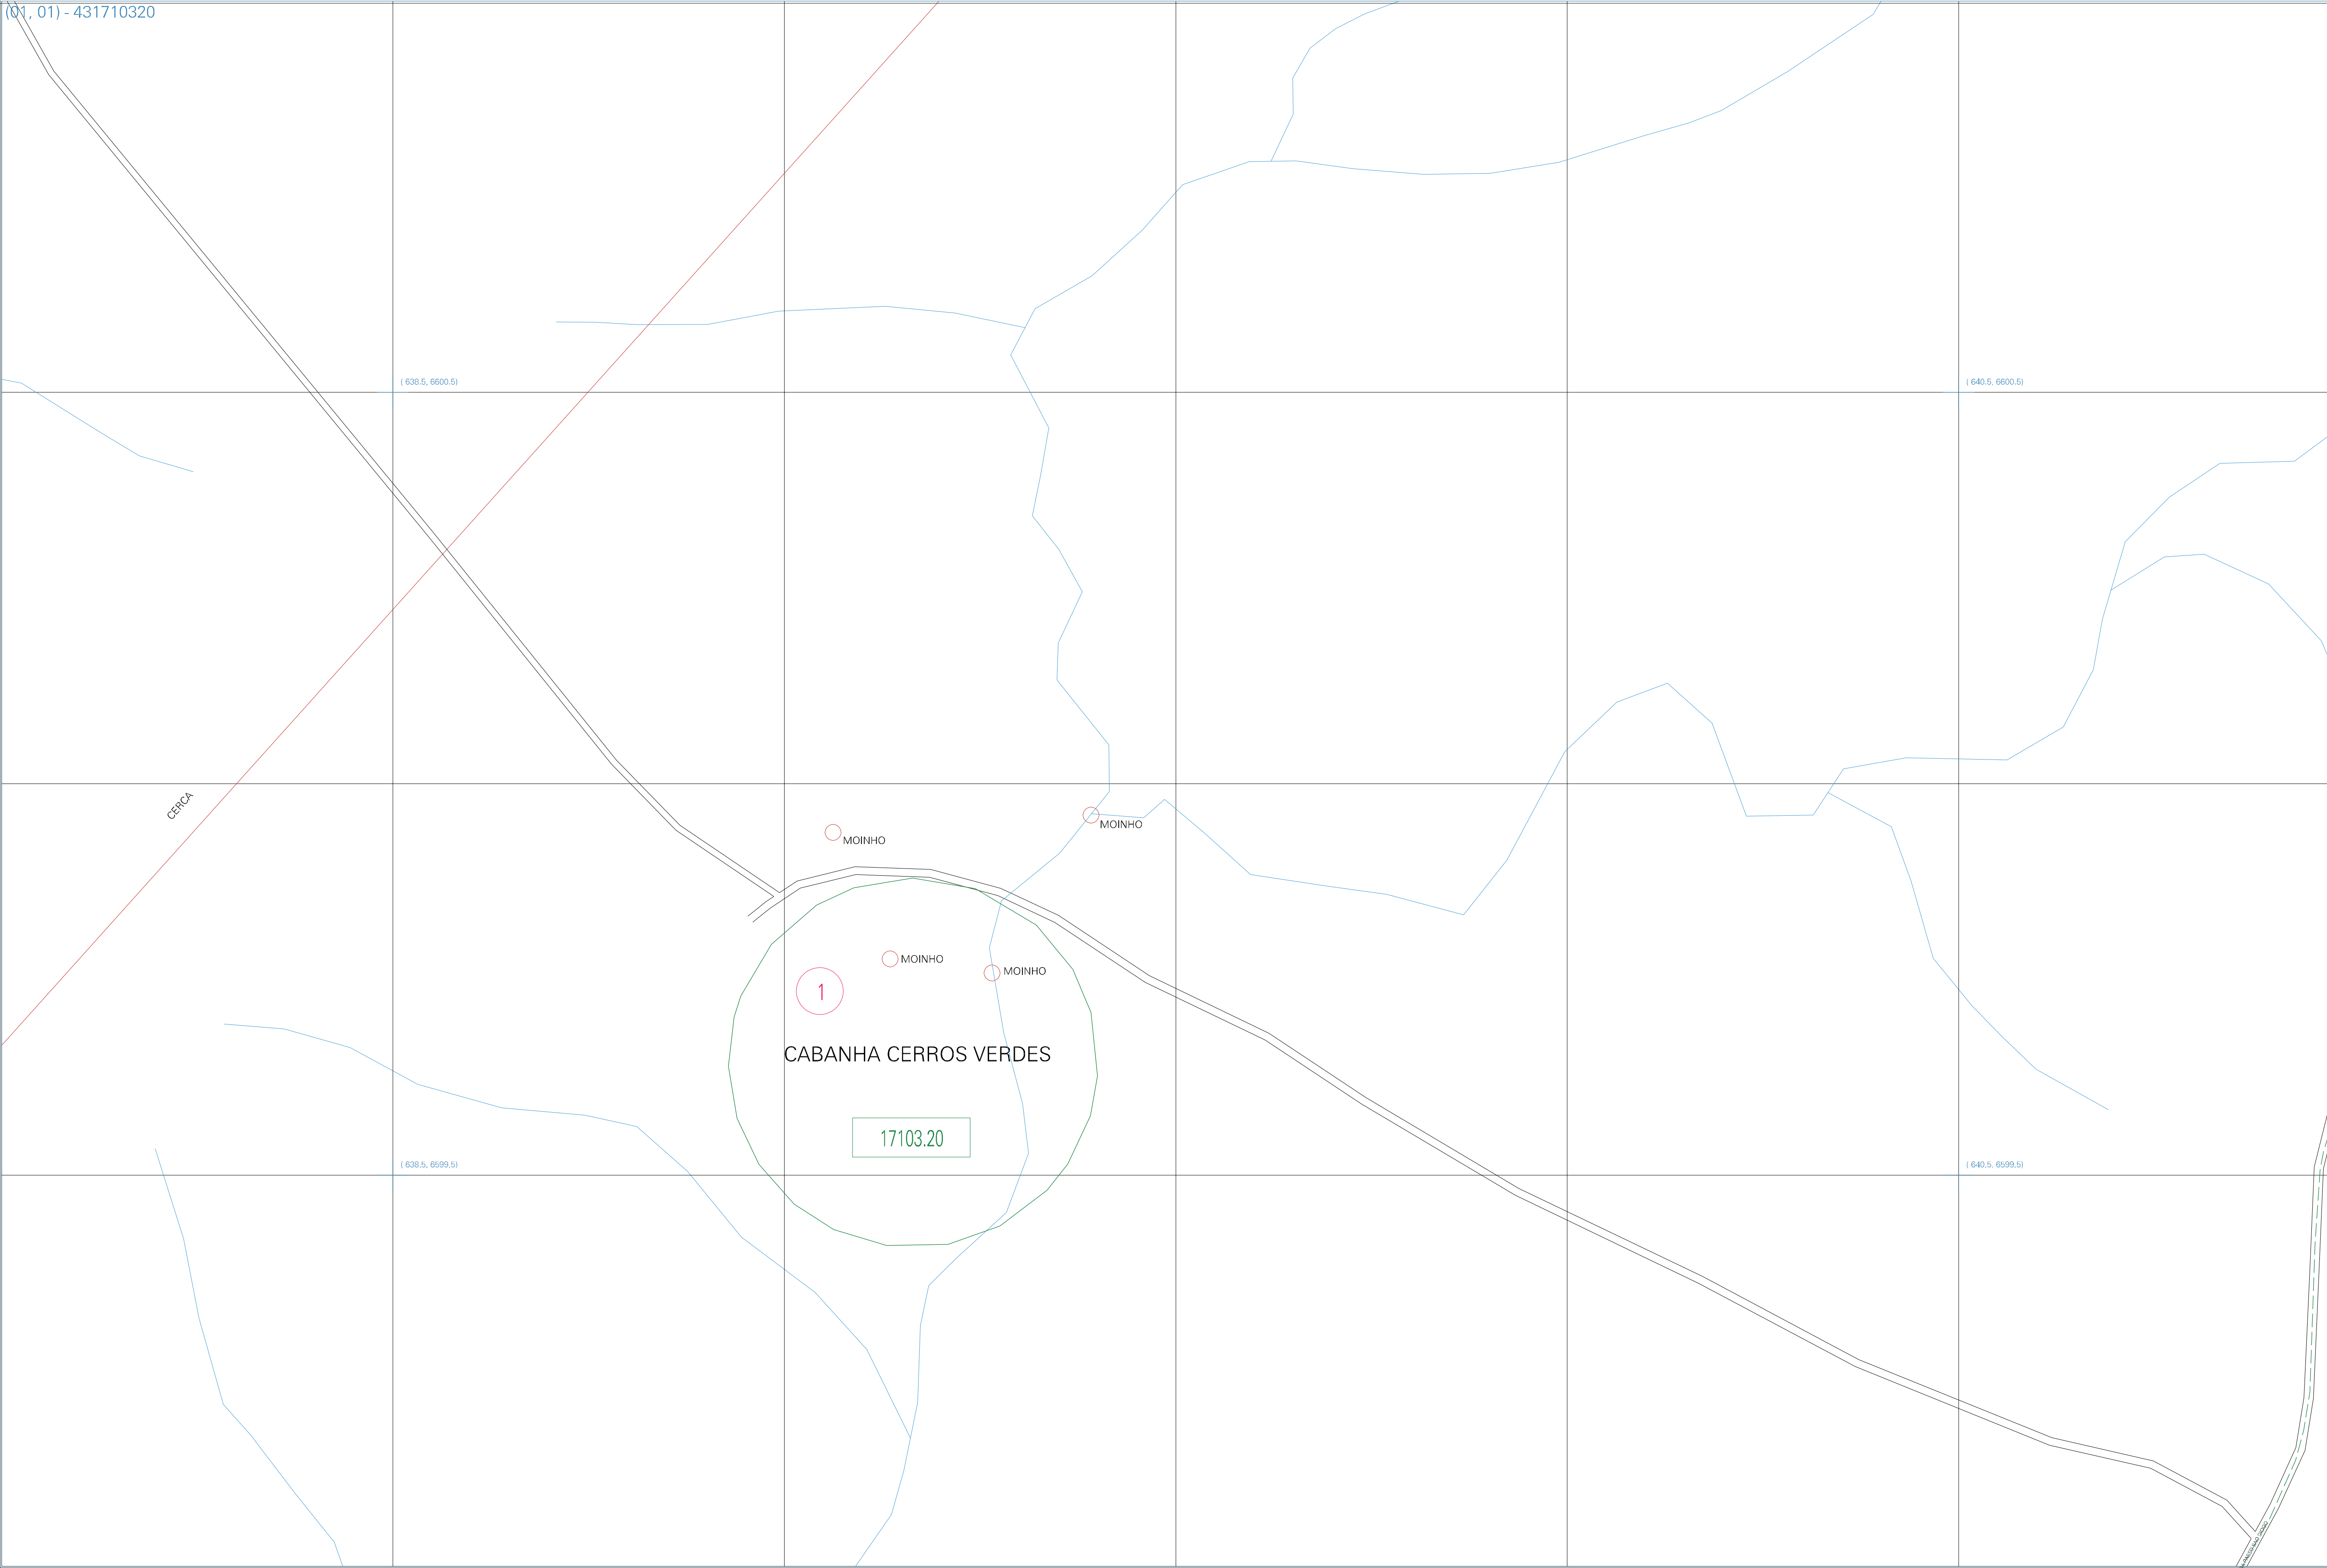 (01, 01) - 431710320
( 638.5, 6600.5)
( 640.5, 6600.5)
CERCA
MOINHO
MOINHO
MOINHO
MOINHO
1
CABANHA CERROS VERDES
17103.20
( 638.5, 6599.5)
( 640.5, 6599.5)